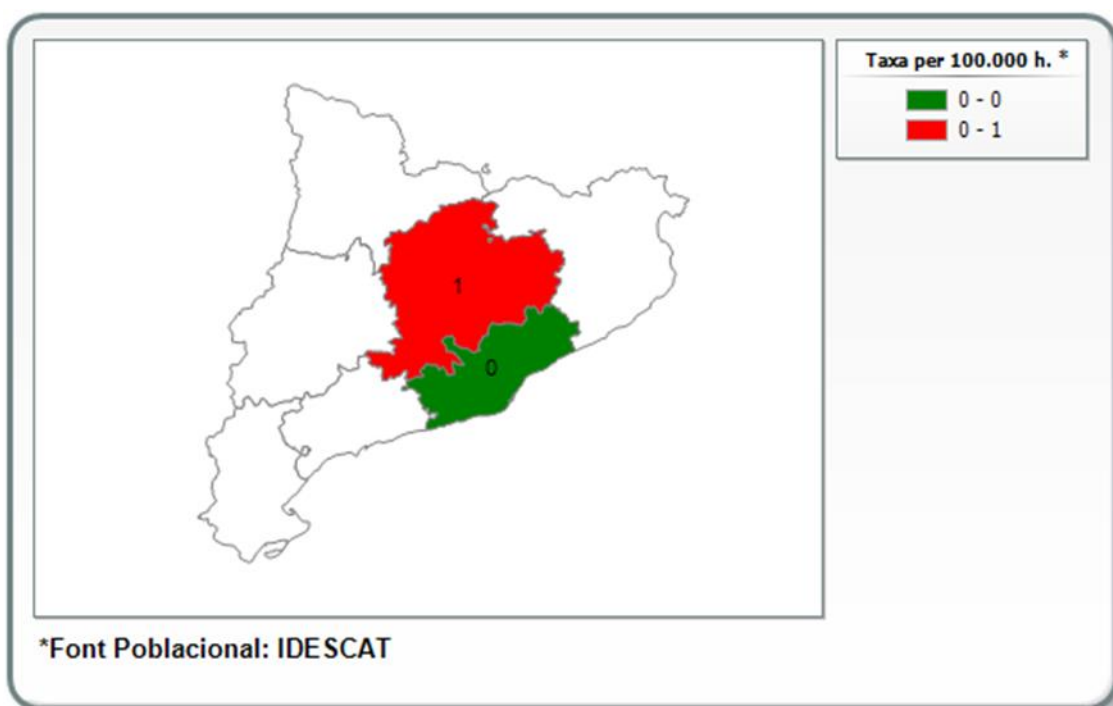 Taxa per 100.000 h. *
0 - 0
0 - 1
1
0
*Font Poblacional: IDESCAT